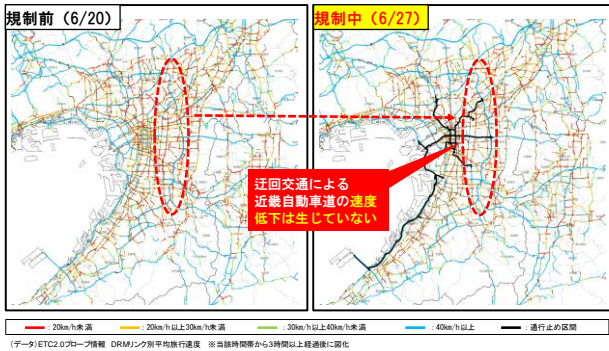 規制前（6/20）
規制中（6/27）
迂回交通による
近畿自動車道の速度
低下は生じていない
：20km/h未満
：20km/h以上30km/h未満
：30km/h以上40km/h未満
：40km/h以上
：通行止め区間
（データ）ETC2.0プローブ情報　DRMリンク別平均旅行速度　※当該時間帯から3時間以上経過後に図化